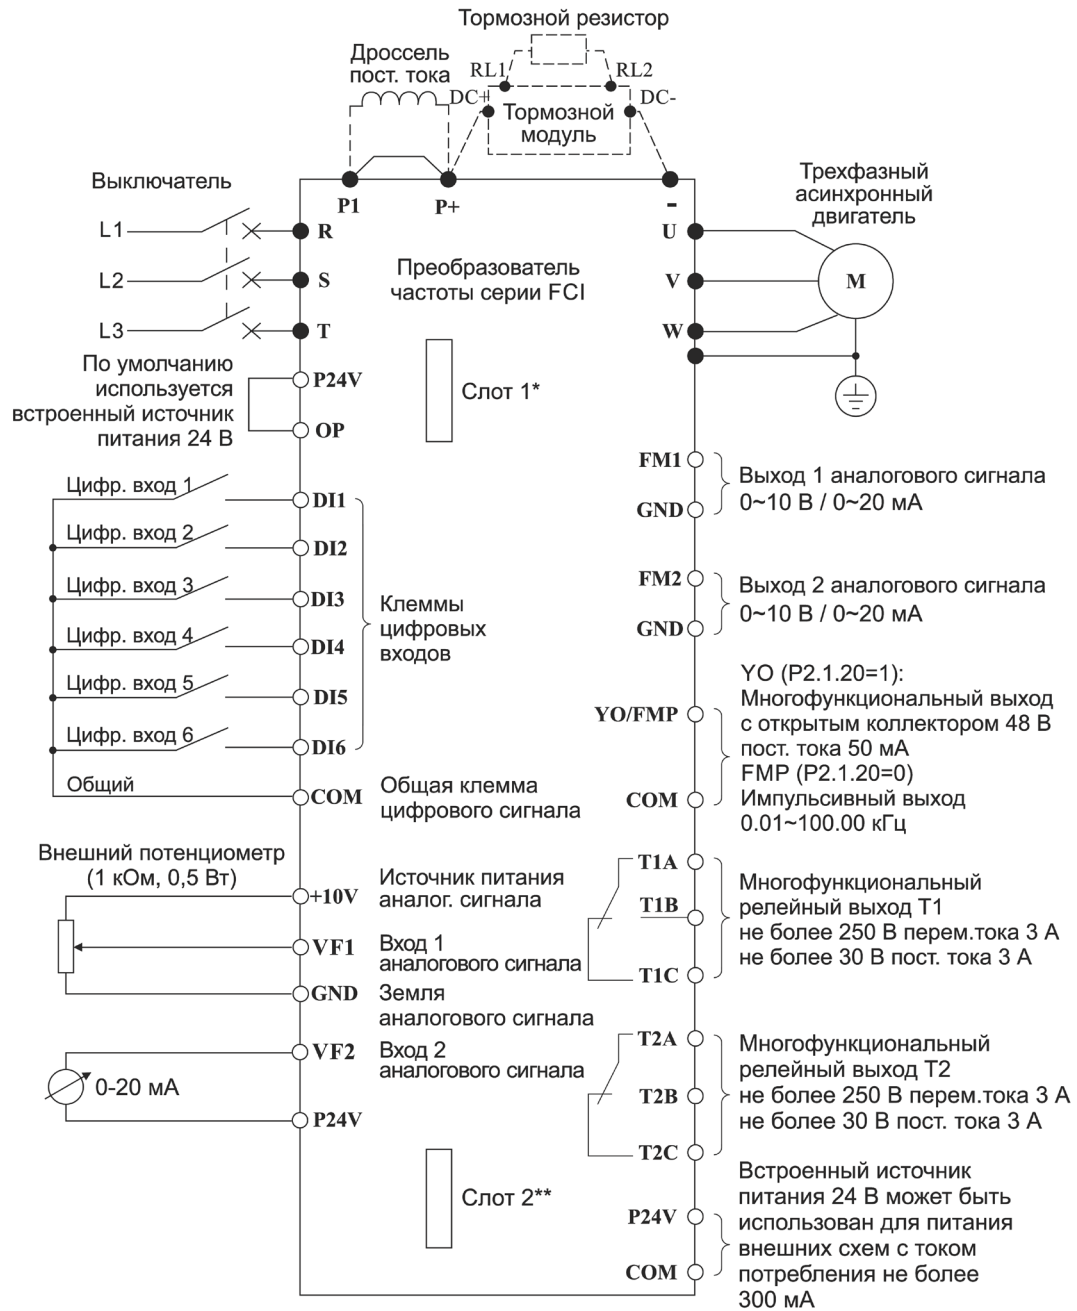 Тормозной резистор
Дроссель
пост. тока
RL1
RL2
DC+
DC-
Тормозной
модуль
Выключатель
P1
P+
-
Трехфазный
асинхронный
двигатель
L1
R
U
L2
S
V
M
L3
T
W
Преобразователь
частоты серии FCI
По умолчанию
используется
встроенный источник
питания 24 В
P24V
OP
Слот 1*
FM1
GND
Выход 1 аналогового сигнала
0~10 В / 0~20 мА
Цифр. вход 1
DI1
Цифр. вход 2
DI2
Цифр. вход 3
DI3
Цифр. вход 4
DI4
Цифр. вход 5
DI5
Цифр. вход 6
DI6
Общий
COM
Клеммы
цифровых
входов
Общая клемма
цифрового сигнала
FM2
GND
Выход 2 аналогового сигнала
0~10 В / 0~20 мА
YO/FMP
COM
YO (P2.1.20=1):
Многофункциональный выход
с открытым коллектором 48 В
пост. тока 50 мА
FMP (P2.1.20=0)
Импульсивный выход
0.01~100.00 кГц
Внешний потенциометр
(1 кОм, 0,5 Вт)
+10V
Источник питания
аналог. сигнала
VF1
Вход 1
аналогового сигнала
GND
Земля
аналогового сигнала
VF2
Вход 2
аналогового сигнала
0-20 мА
P24V
T1A
T1B
T1C
Многофункциональный
релейный выход T1
не более 250 В перем.тока 3 А
не более 30 В пост. тока 3 А
T2A
T2B
T2C
Многофункциональный
релейный выход T2
не более 250 В перем.тока 3 А
не более 30 В пост. тока 3 А
Слот 2**
P24V
COM
Встроенный источник
питания 24 В может быть
использован для питания
внешних схем с током
потребления не более
300 мА